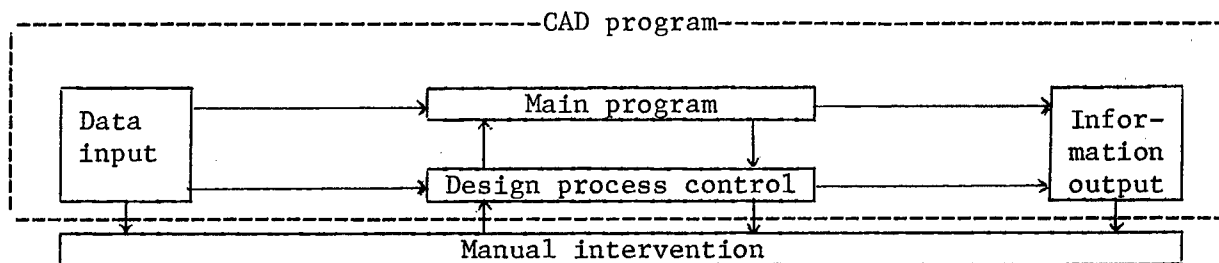 CAD program
Main program
Data
input
Infor-
mation
output
Design process control
Manual intervention